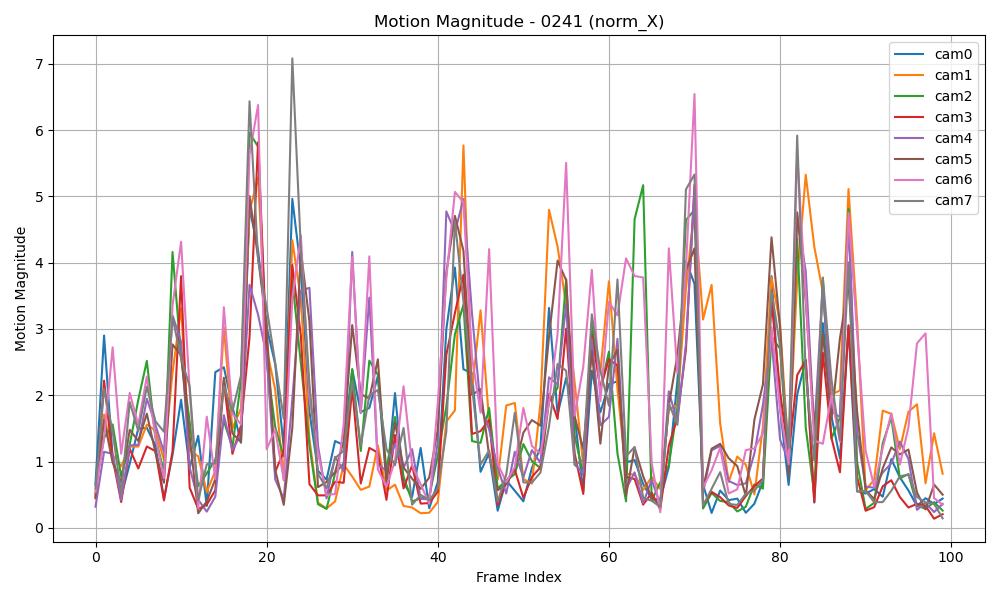 Motion Magnitude - 0241 (norm_X)
Motion Magnitude
7
6
5
4
3
2
1
0
0
20
40
60
80
100
Frame Index
cam0
cam1
cam2
cam3
cam4
cam5
cam6
cam7